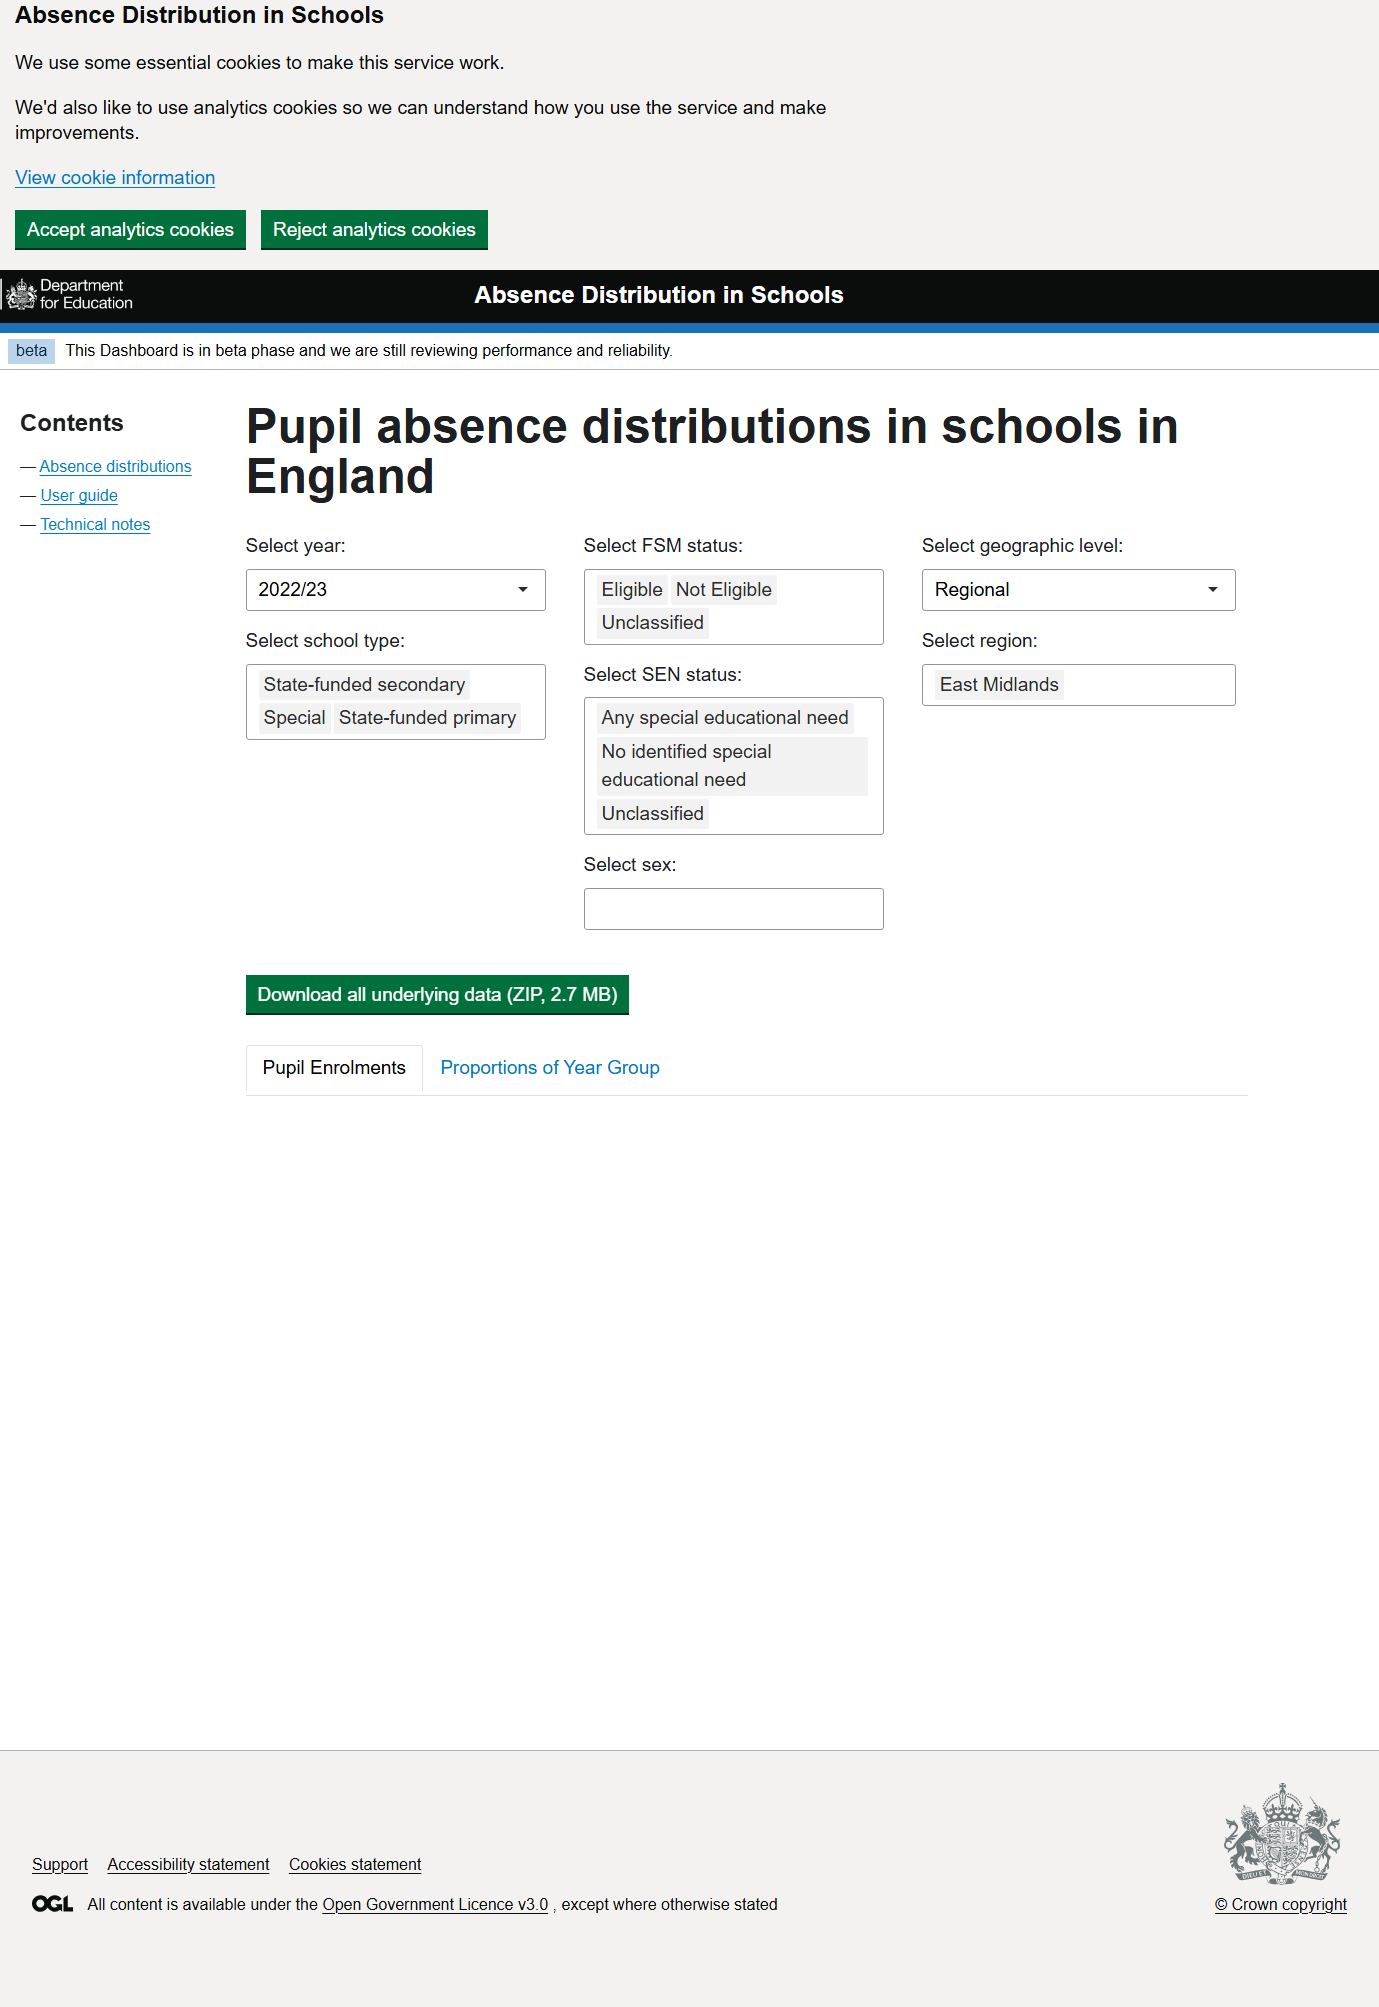 Absence Distribution in Schools
We use some essential cookies to make this service work.
We'd also like to use analytics cookies so we can understand how you use the service and make
improvements.
View cookie information
Accept analytics cookies
Reject analytics cookies
Department
for Education
Absence Distribution in Schools
beta
This Dashboard is in beta phase and we are still reviewing performance and reliability.
Contents
— Absence distributions
— User guide
— Technical notes
Pupil absence distributions in schools in
England
Select year:
2022/23
Select school type:
State-funded secondary
Special State-funded primary
Select FSM status:
Eligible Not Eligible
Unclassified
Select SEN status:
Any special educational need
No identified special
educational need
Unclassified
Select sex:
Select geographic level:
Regional
Select region:
East Midlands
Download all underlying data (ZIP, 2.7 MB)
Pupil Enrolments
Proportions of Year Group
Support Accessibility statement Cookies statement
OGL All content is available under the Open Government Licence v3.0 , except where otherwise stated
© Crown copyright